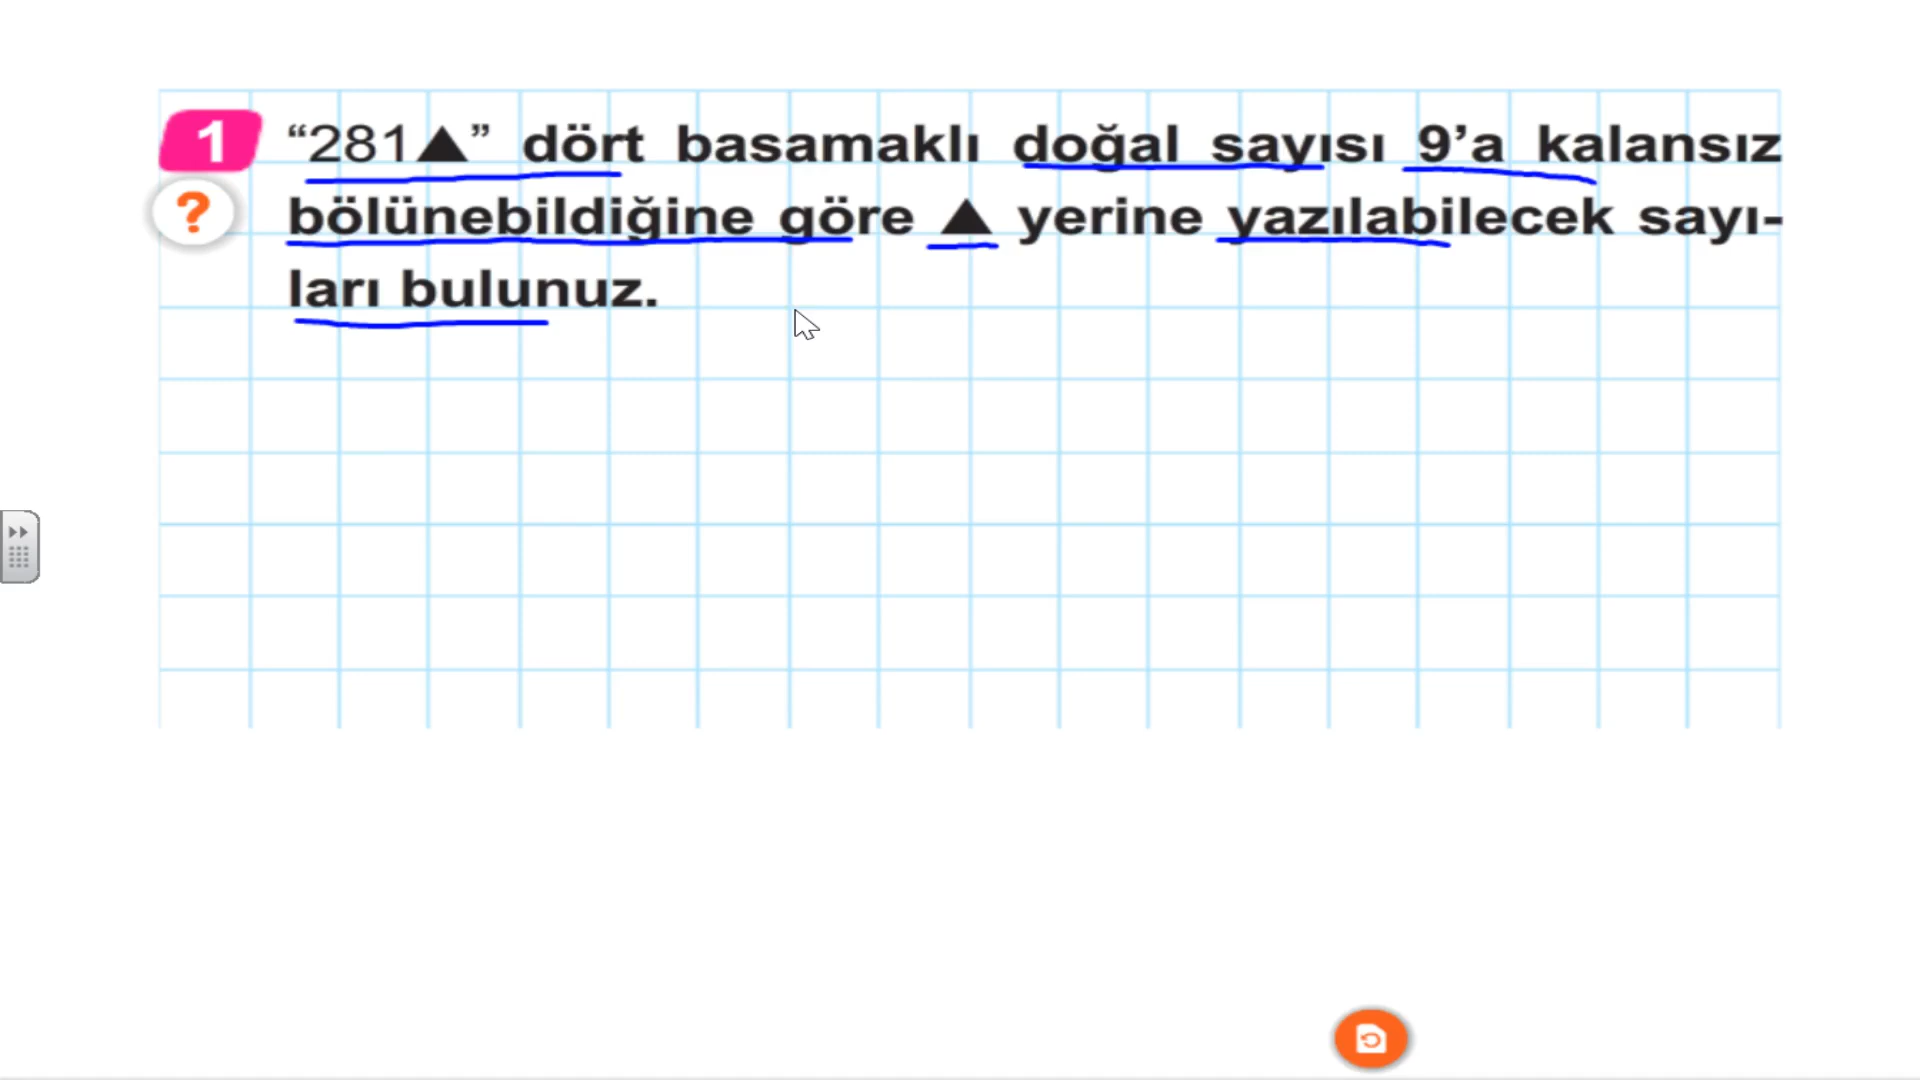 1 “281▲” dört basamaklı doğal sayısı 9’a kalansız
? bölünebildiğine göre ▲ yerine yazılabilecek sayı-
ları bulunuz.